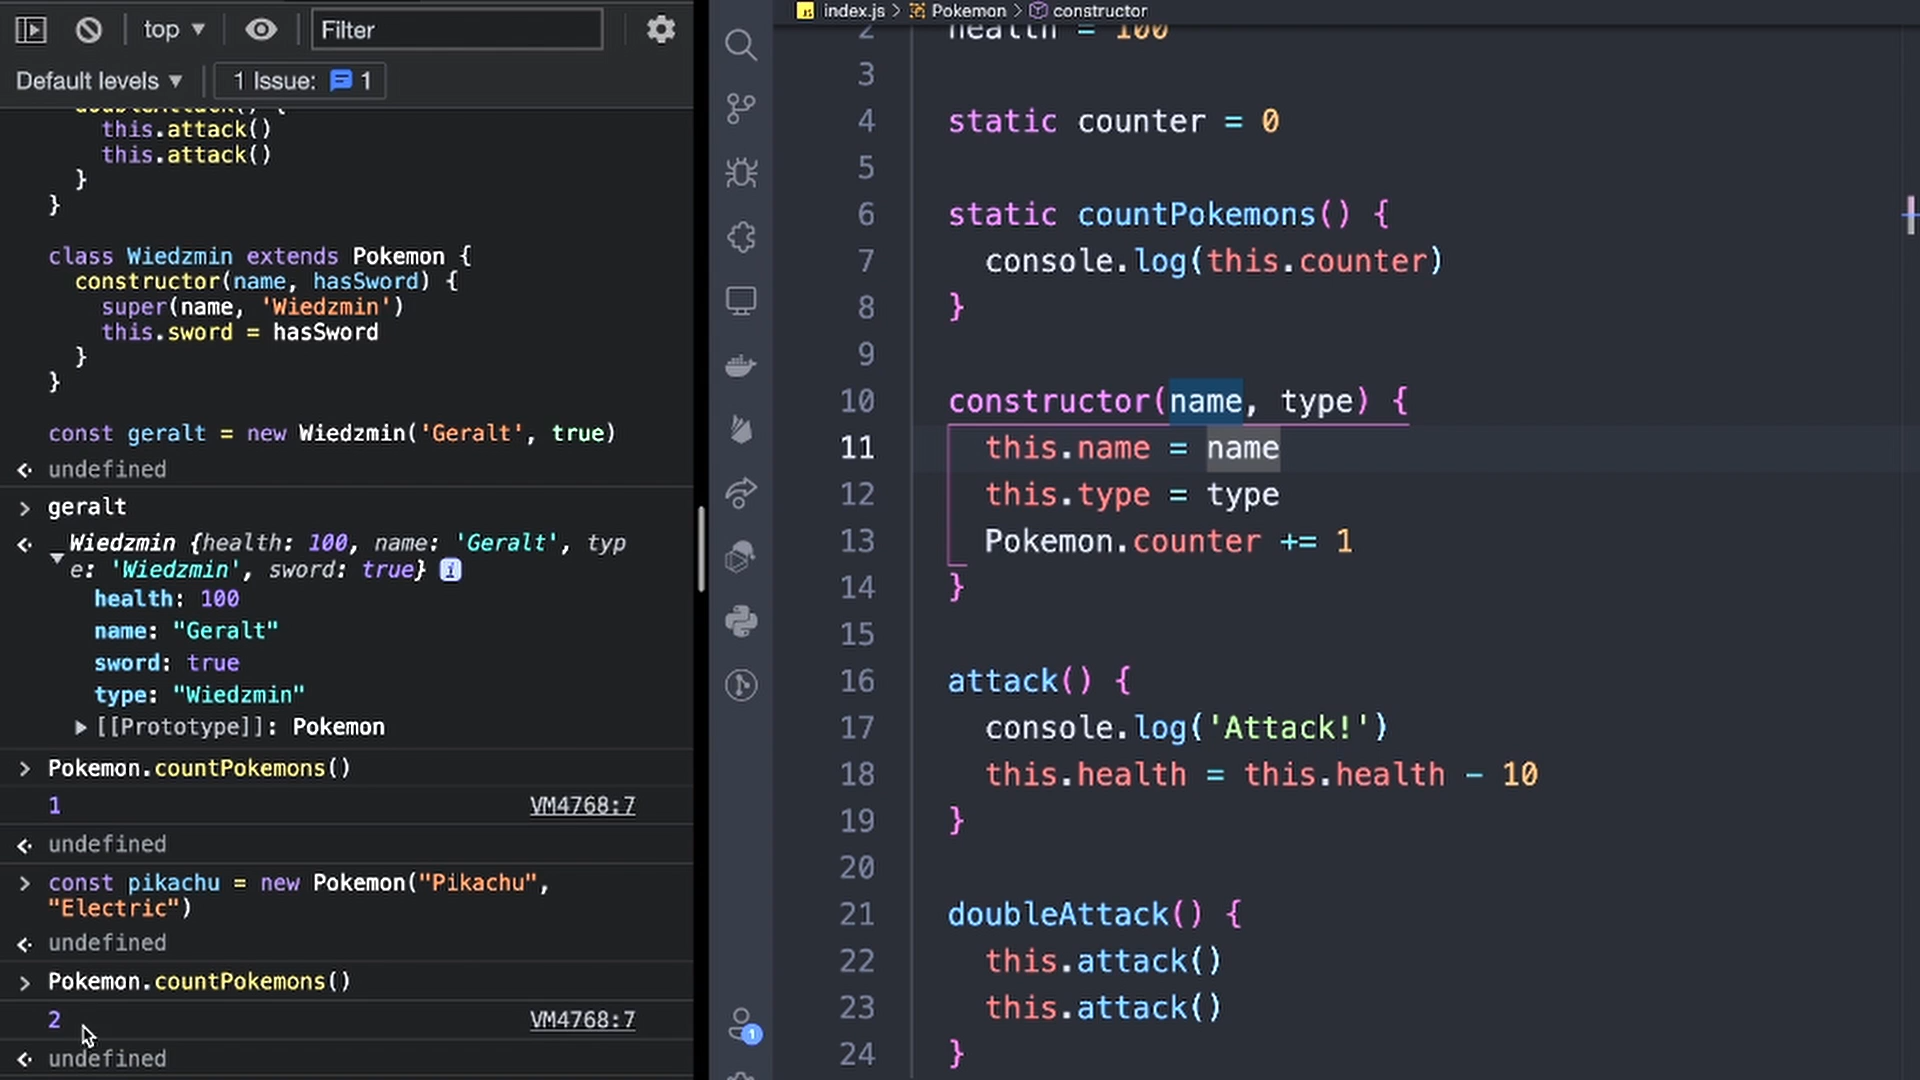 top ▼
Filter
Default levels ▼
1 Issue: 1
doubleAttack() {
this.attack()
this.attack()
}
}
class Wiedzmin extends Pokemon {
constructor(name, hasSword) {
super(name, 'Wiedzmin')
this.sword = hasSword
}
}
const geralt = new Wiedzmin('Geralt', true)
undefined
geralt
Wiedzmin {health: 100, name: 'Geralt', typ
e: 'Wiedzmin', sword: true} i
health: 100
name: "Geralt"
sword: true
type: "Wiedzmin"
[[Prototype]]: Pokemon
Pokemon.countPokemons()
1 VM4768:7
undefined
const pikachu = new Pokemon("Pikachu",
"Electric")
undefined
Pokemon.countPokemons()
2 VM4768:7
undefined
1
index.js > Pokemon > constructor
2 health = 100
3
4 static counter = 0
5
6 static countPokemons() {
7 console.log(this.counter)
8 }
9
10 constructor(name, type) {
11 this.name = name
12 this.type = type
13 Pokemon.counter += 1
14 }
15
16 attack() {
17 console.log('Attack!')
18 this.health = this.health - 10
19 }
20
21 doubleAttack() {
22 this.attack()
23 this.attack()
24 }